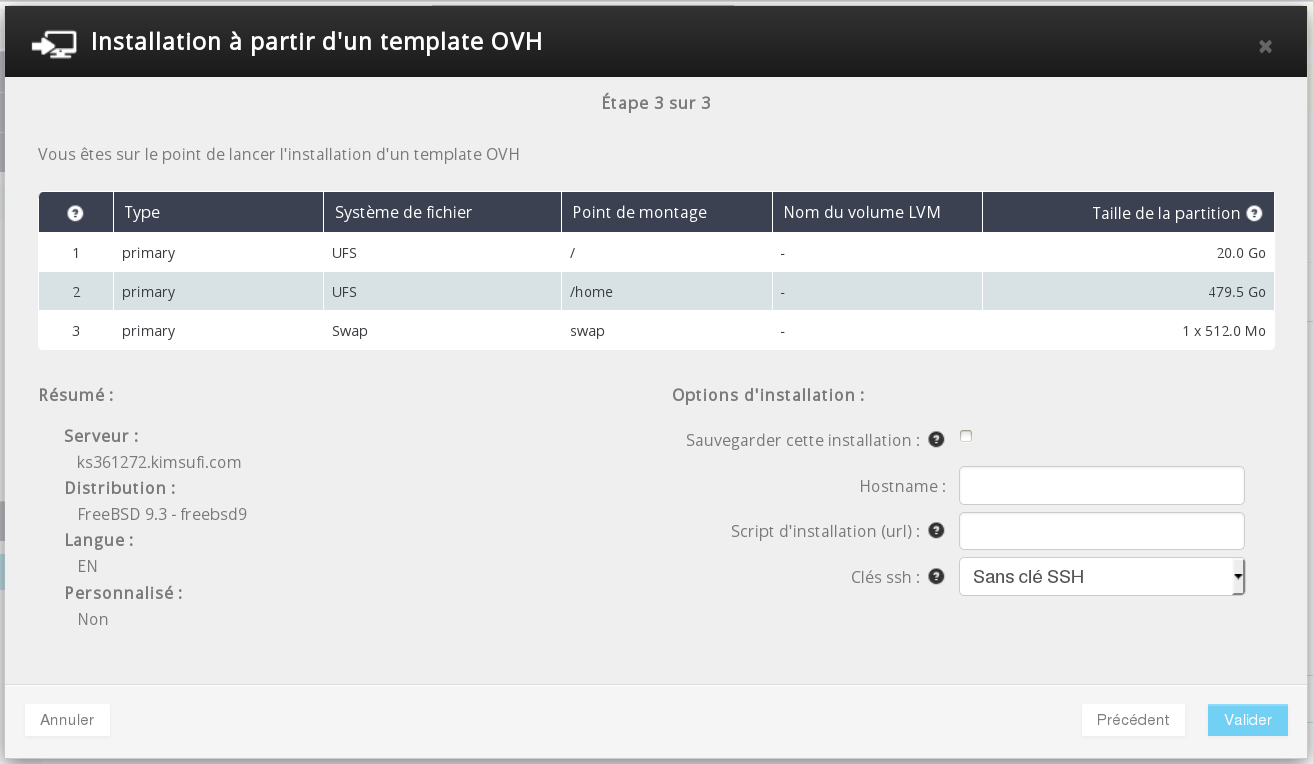 Installation à partir d'un template OVH
Étape 3 sur 3
Vous êtes sur le point de lancer l'installation d'un template OVH
? Type Système de fichier Point de montage Nom du volume LVM Taille de la partition ?
1 primary UFS / - 20.0 Go
2 primary UFS /home - 479.5 Go
3 primary Swap swap - 1 x 512.0 Mo
Résumé :
Serveur :
ks361272.kimsufi.com
Distribution :
FreeBSD 9.3 - freebsd9
Langue :
EN
Personnalisé :
Non
Options d'installation :
Sauvegarder cette installation : ?
Hostname :
Script d'installation (url) : ?
Clés ssh : ? Sans clé SSH
Annuler Précédent Valider